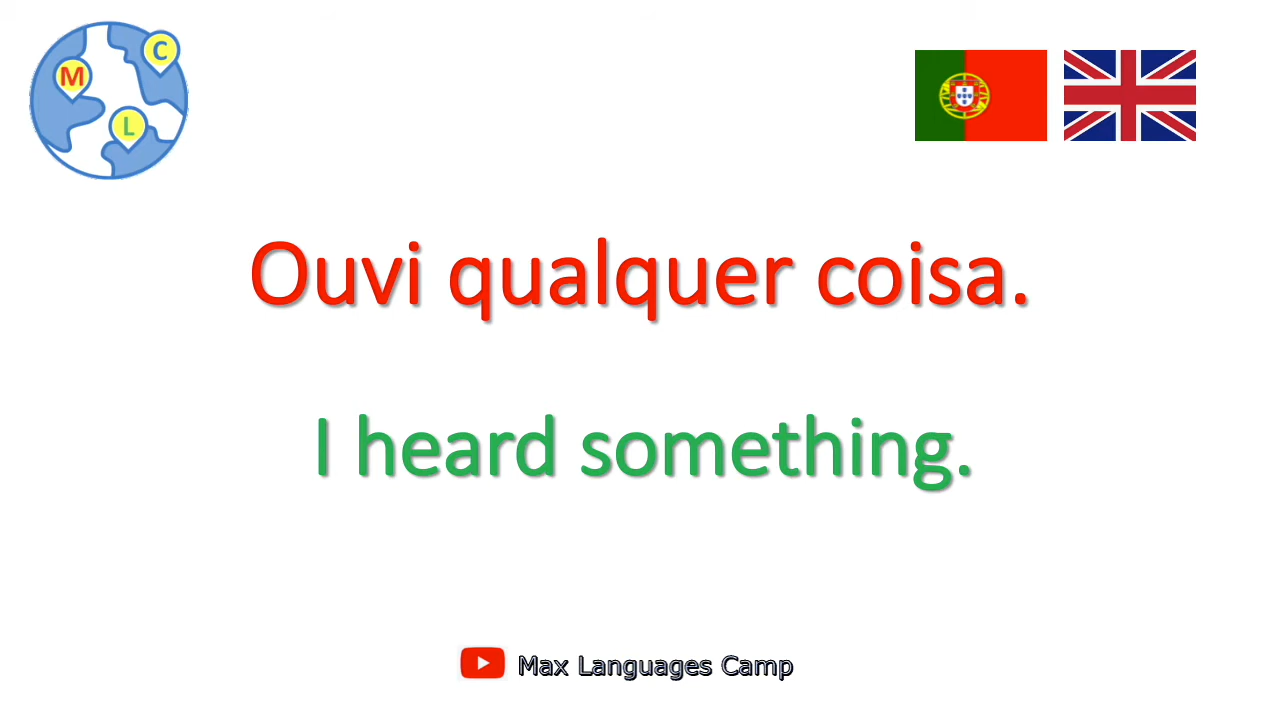 M
C
L
Ouvi qualquer coisa.
I heard something.
Max Languages Camp